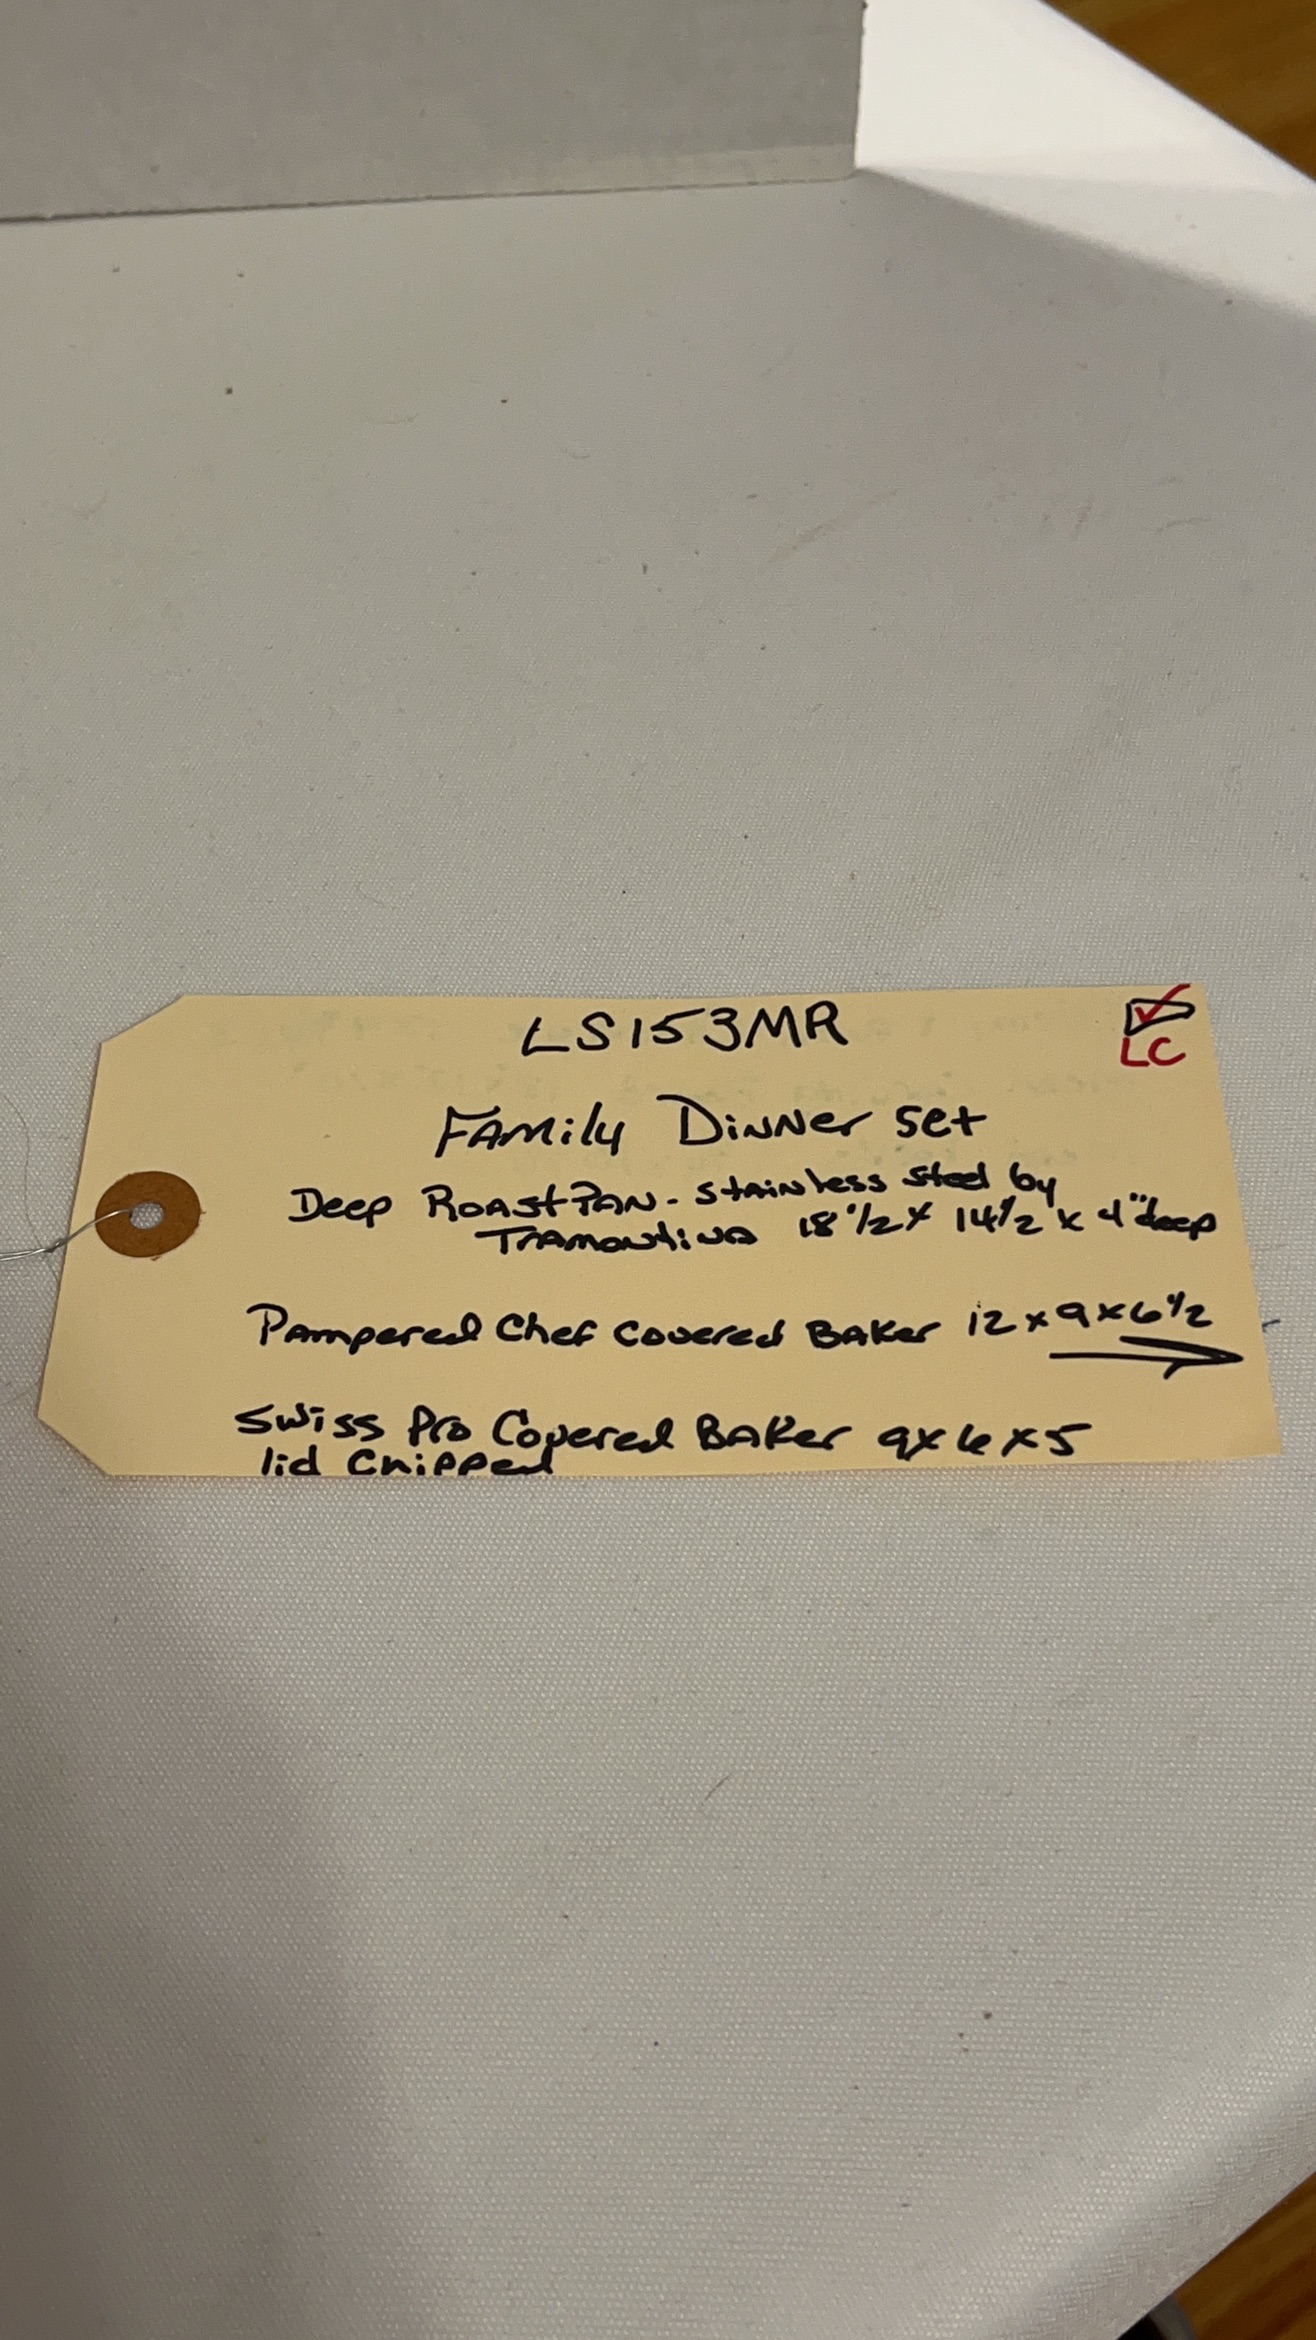 LS153MR
LC
Family Dinner set
Deep Roast Pan - Stainless Steel by
Tramontina 18 1/2 x 14 1/2 x 4" deep
Pampered Chef Covered Baker 12 x 9 x 6 1/2
Swiss Pro Covered Baker 9 x 6 x 5
lid Chipped